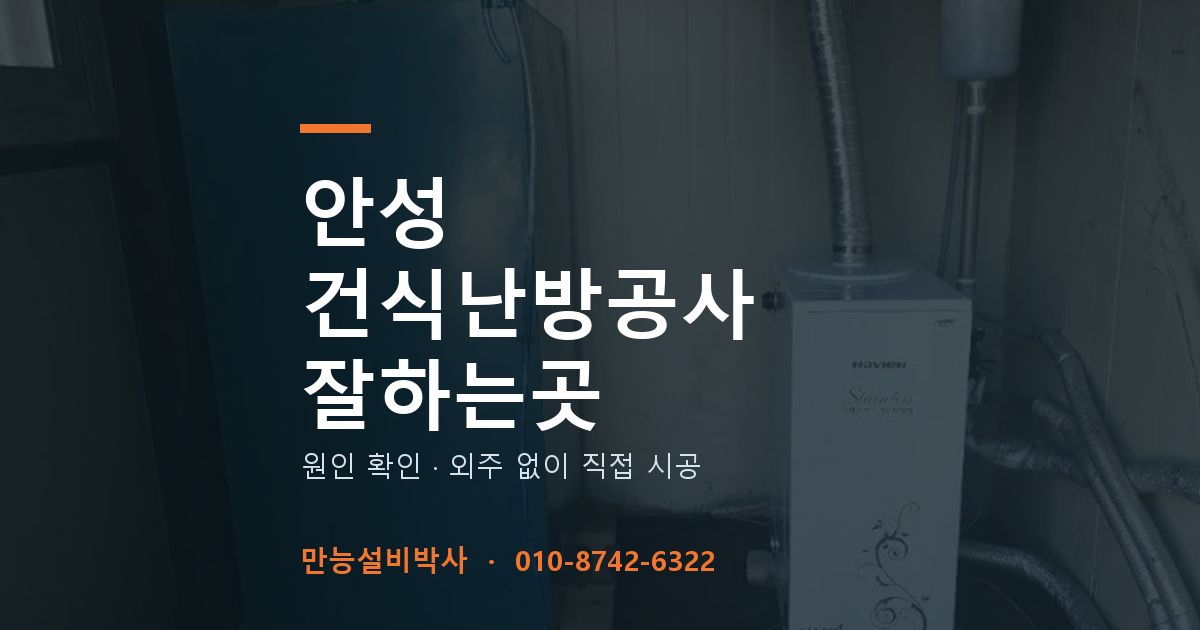 안성
건식난방공사
잘하는곳
원인 확인 · 외주 없이 직접 시공
만능설비박사 · 010-8742-6322
NAVIEN
Stainless